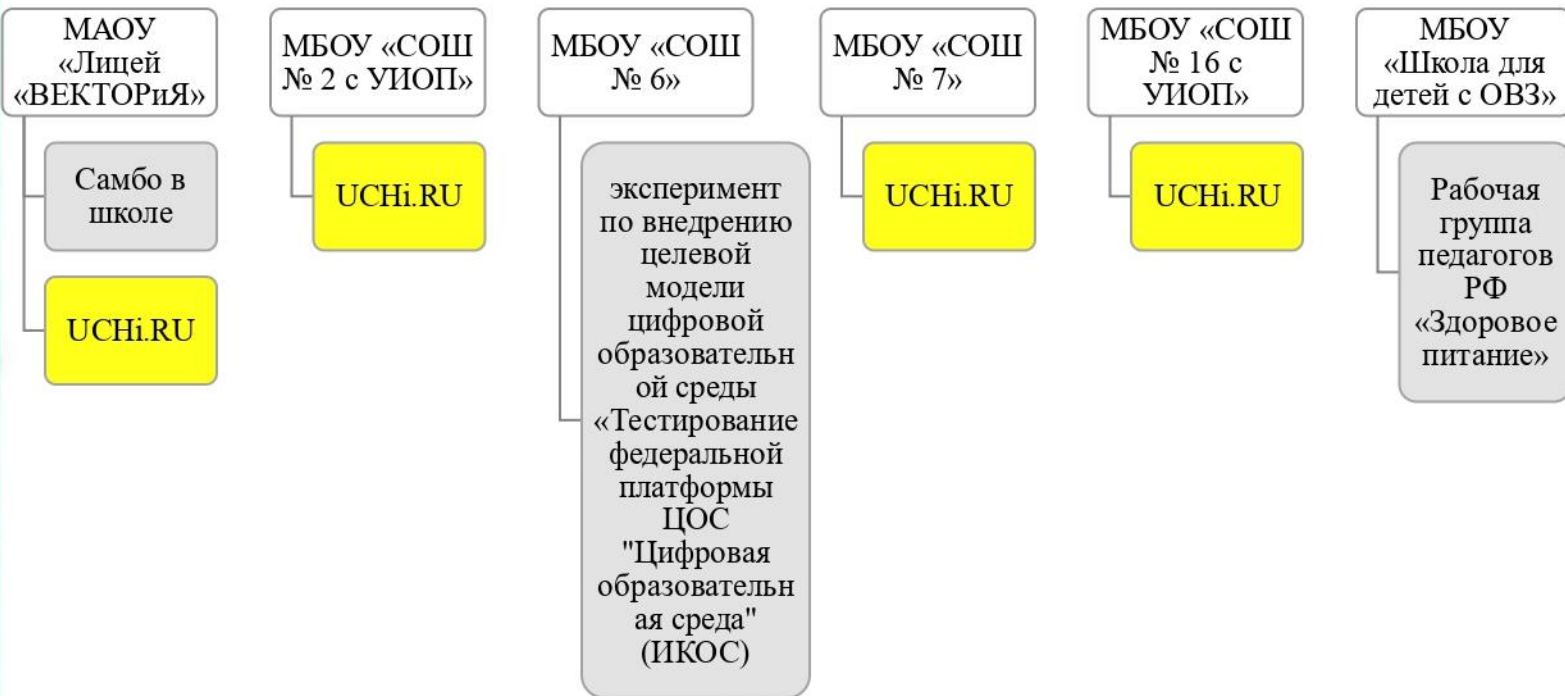 МАОУ
«Лицей
«ВЕКТОРиЯ»
Самбо в
школе
UCHi.RU
МБОУ «СОШ
№ 2 с УИОП»
UCHi.RU
МБОУ «СОШ
№ 6»
эксперимент
по внедрению
целевой
модели
цифровой
образовательн
ой среды
«Тестирование
федеральной
платформы
ЦОС
"Цифровая
образовательн
ая среда"
(ИКОС)
МБОУ «СОШ
№ 7»
UCHi.RU
МБОУ «СОШ
№ 16 с
УИОП»
UCHi.RU
МБОУ
«Школа для
детей с ОВЗ»
Рабочая
группа
педагогов
РФ
«Здоровое
питание»